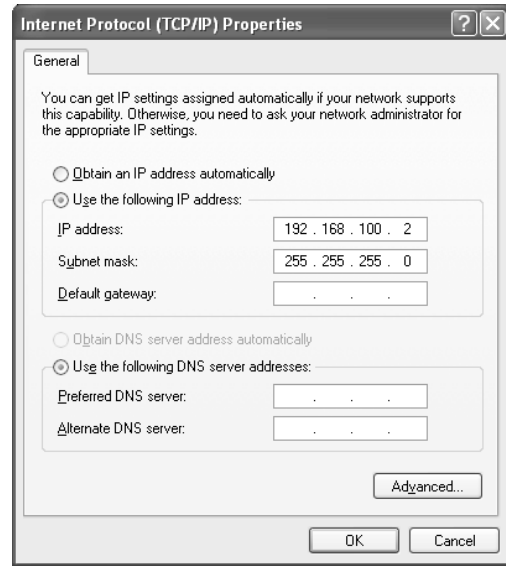 Internet Protocol (TCP/IP) Properties
General
You can get IP settings assigned automatically if your network supports
this capability. Otherwise, you need to ask your network administrator for
the appropriate IP settings.
Obtain an IP address automatically
Use the following IP address:
IP address: 192 . 168 . 100 . 2
Subnet mask: 255 . 255 . 255 . 0
Default gateway: . . .
Obtain DNS server address automatically
Use the following DNS server addresses:
Preferred DNS server: . . .
Alternate DNS server: . . .
Advanced...
OK Cancel